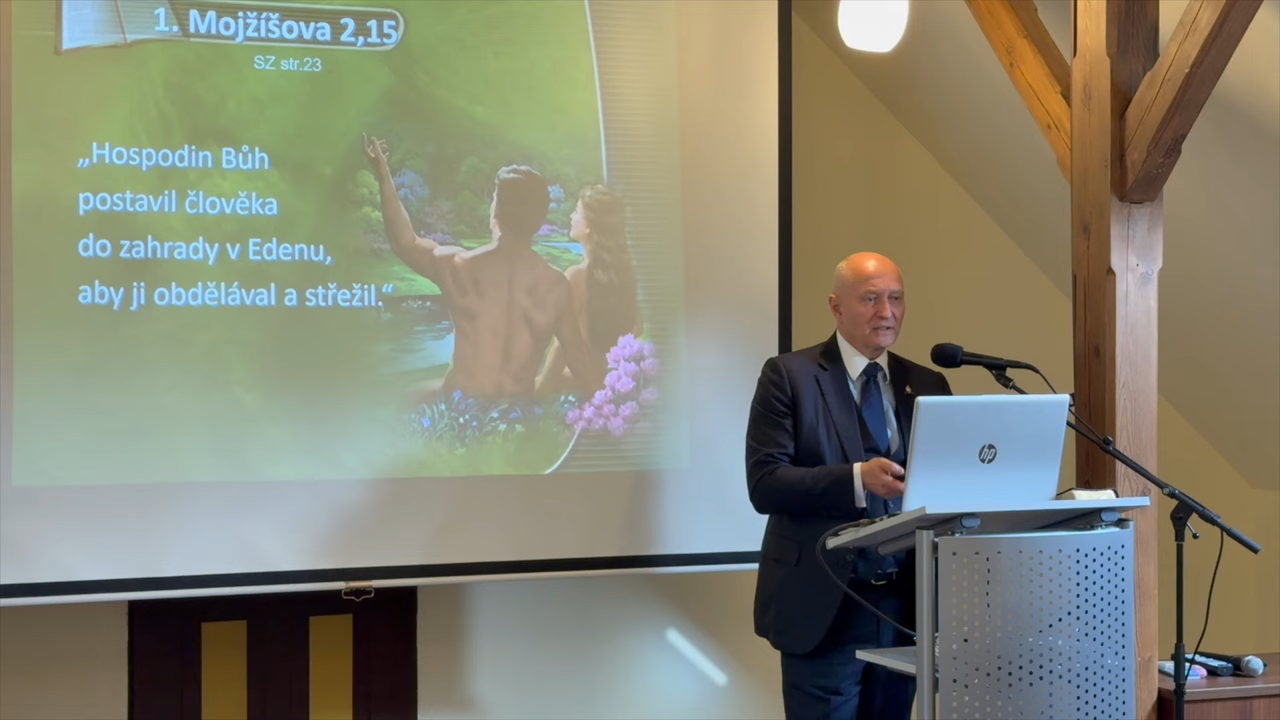 1. Mojžíšova 2,15
SZ str.23
„Hospodin Bůh
postavil člověka
do zahrady v Edenu,
aby ji obdělával a střežil.“
hp